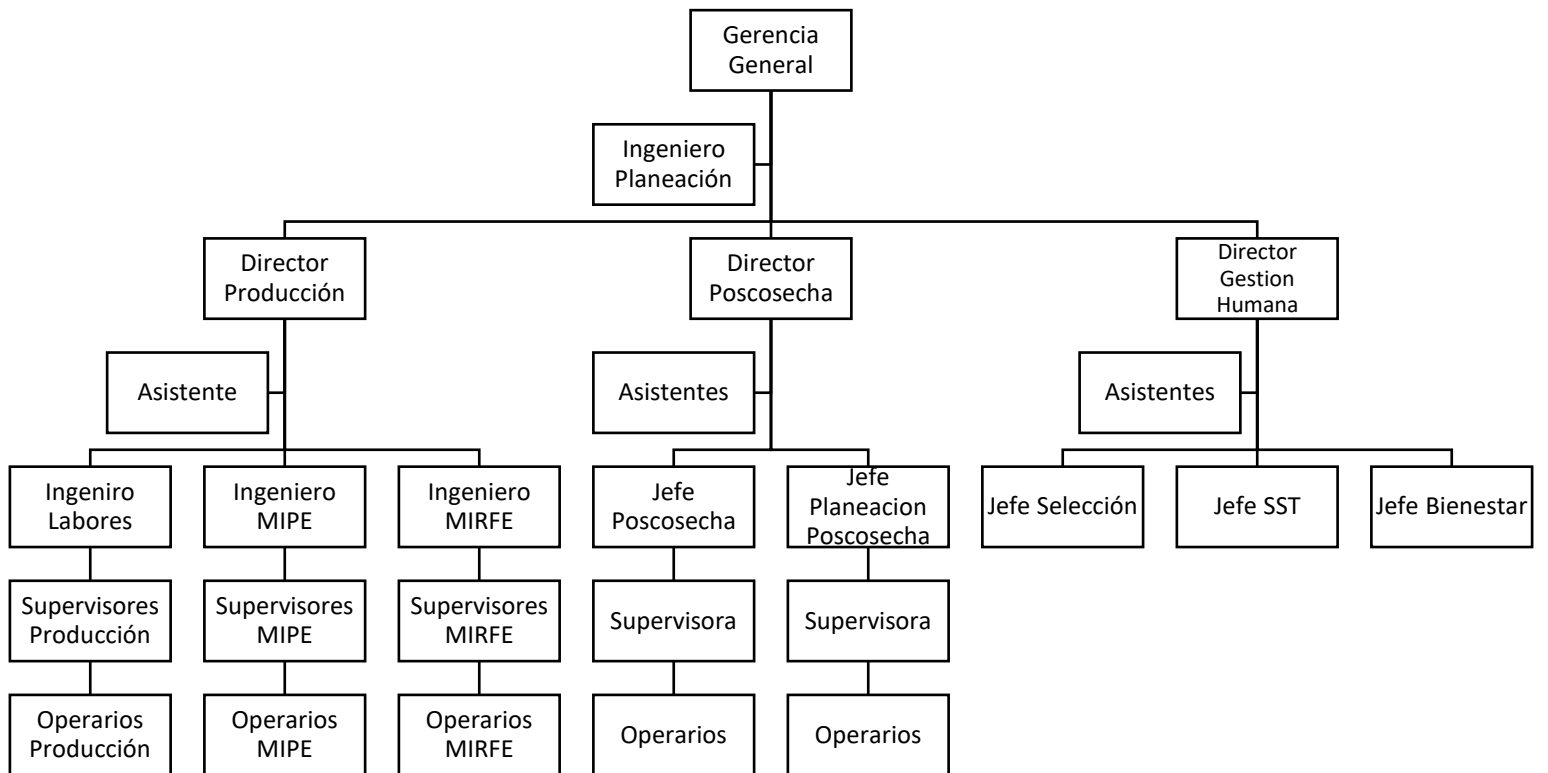 Gerencia
General
Ingeniero
Planeación
Director
Producción
Director
Poscosecha
Director
Gestion
Humana
Asistente
Asistentes
Asistentes
Ingeniro
Labores
Ingeniero
MIPE
Ingeniero
MIRFE
Jefe
Poscosecha
Jefe
Planeacion
Poscosecha
Jefe Selección
Jefe SST
Jefe Bienestar
Supervisores
Producción
Supervisores
MIPE
Supervisores
MIRFE
Supervisora
Supervisora
Operarios
Producción
Operarios
MIPE
Operarios
MIRFE
Operarios
Operarios